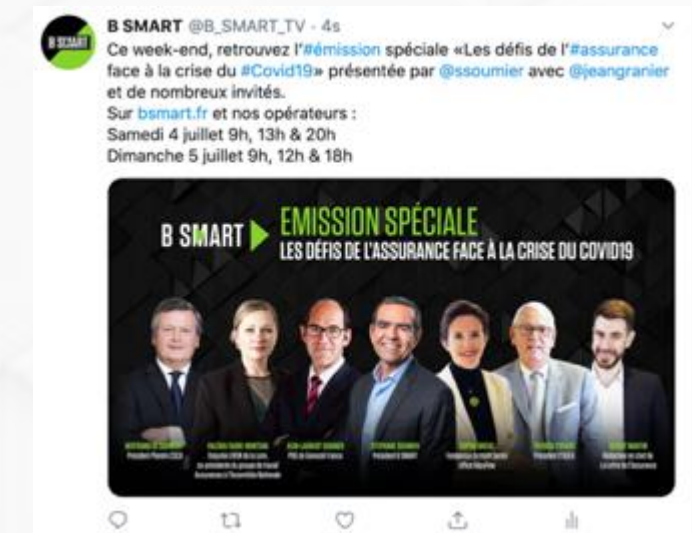 B SMART @B_SMART_TV · 4s
Ce week-end, retrouvez l'#émission spéciale «Les défis de l'#assurance
face à la crise du #Covid19» présentée par @ssoumier avec @jeangranier
et de nombreux invités.
Sur bsmart.fr et nos opérateurs :
Samedi 4 juillet 9h, 13h & 20h
Dimanche 5 juillet 9h, 12h & 18h
B SMART
EMISSION SPÉCIALE
LES DÉFIS DE L'ASSURANCE FACE À LA CRISE DU COVID19
Président B SMART